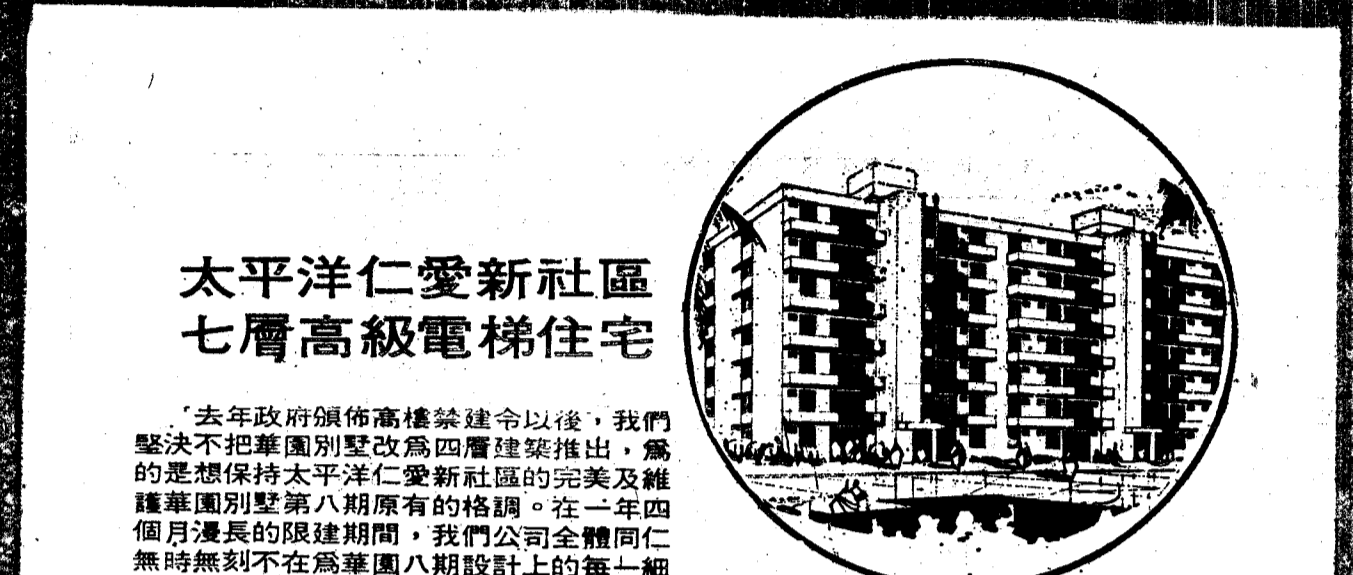 太平洋仁愛新社區
七層高級電梯住宅
去年政府頒佈高樓禁建令以後，我們
堅決不把華園別墅改爲四層建築推出，爲
的是想保持太平洋仁愛新社區的完美及維
護華園別墅第八期原有的格調。在一年四
個月漫長的限建期間，我們公司全體同仁
無時無刻不在爲華園八期設計上的每一細